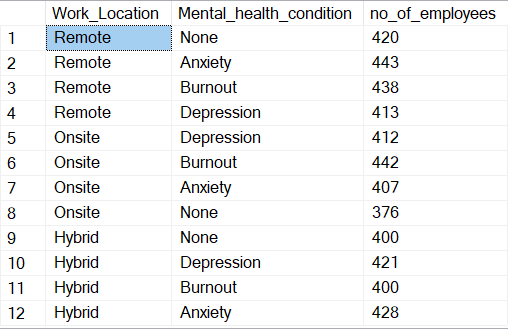 Work_Location Mental_health_condition no_of_employees
1 Remote None 420
2 Remote Anxiety 443
3 Remote Burnout 438
4 Remote Depression 413
5 Onsite Depression 412
6 Onsite Burnout 442
7 Onsite Anxiety 407
8 Onsite None 376
9 Hybrid None 400
10 Hybrid Depression 421
11 Hybrid Burnout 400
12 Hybrid Anxiety 428